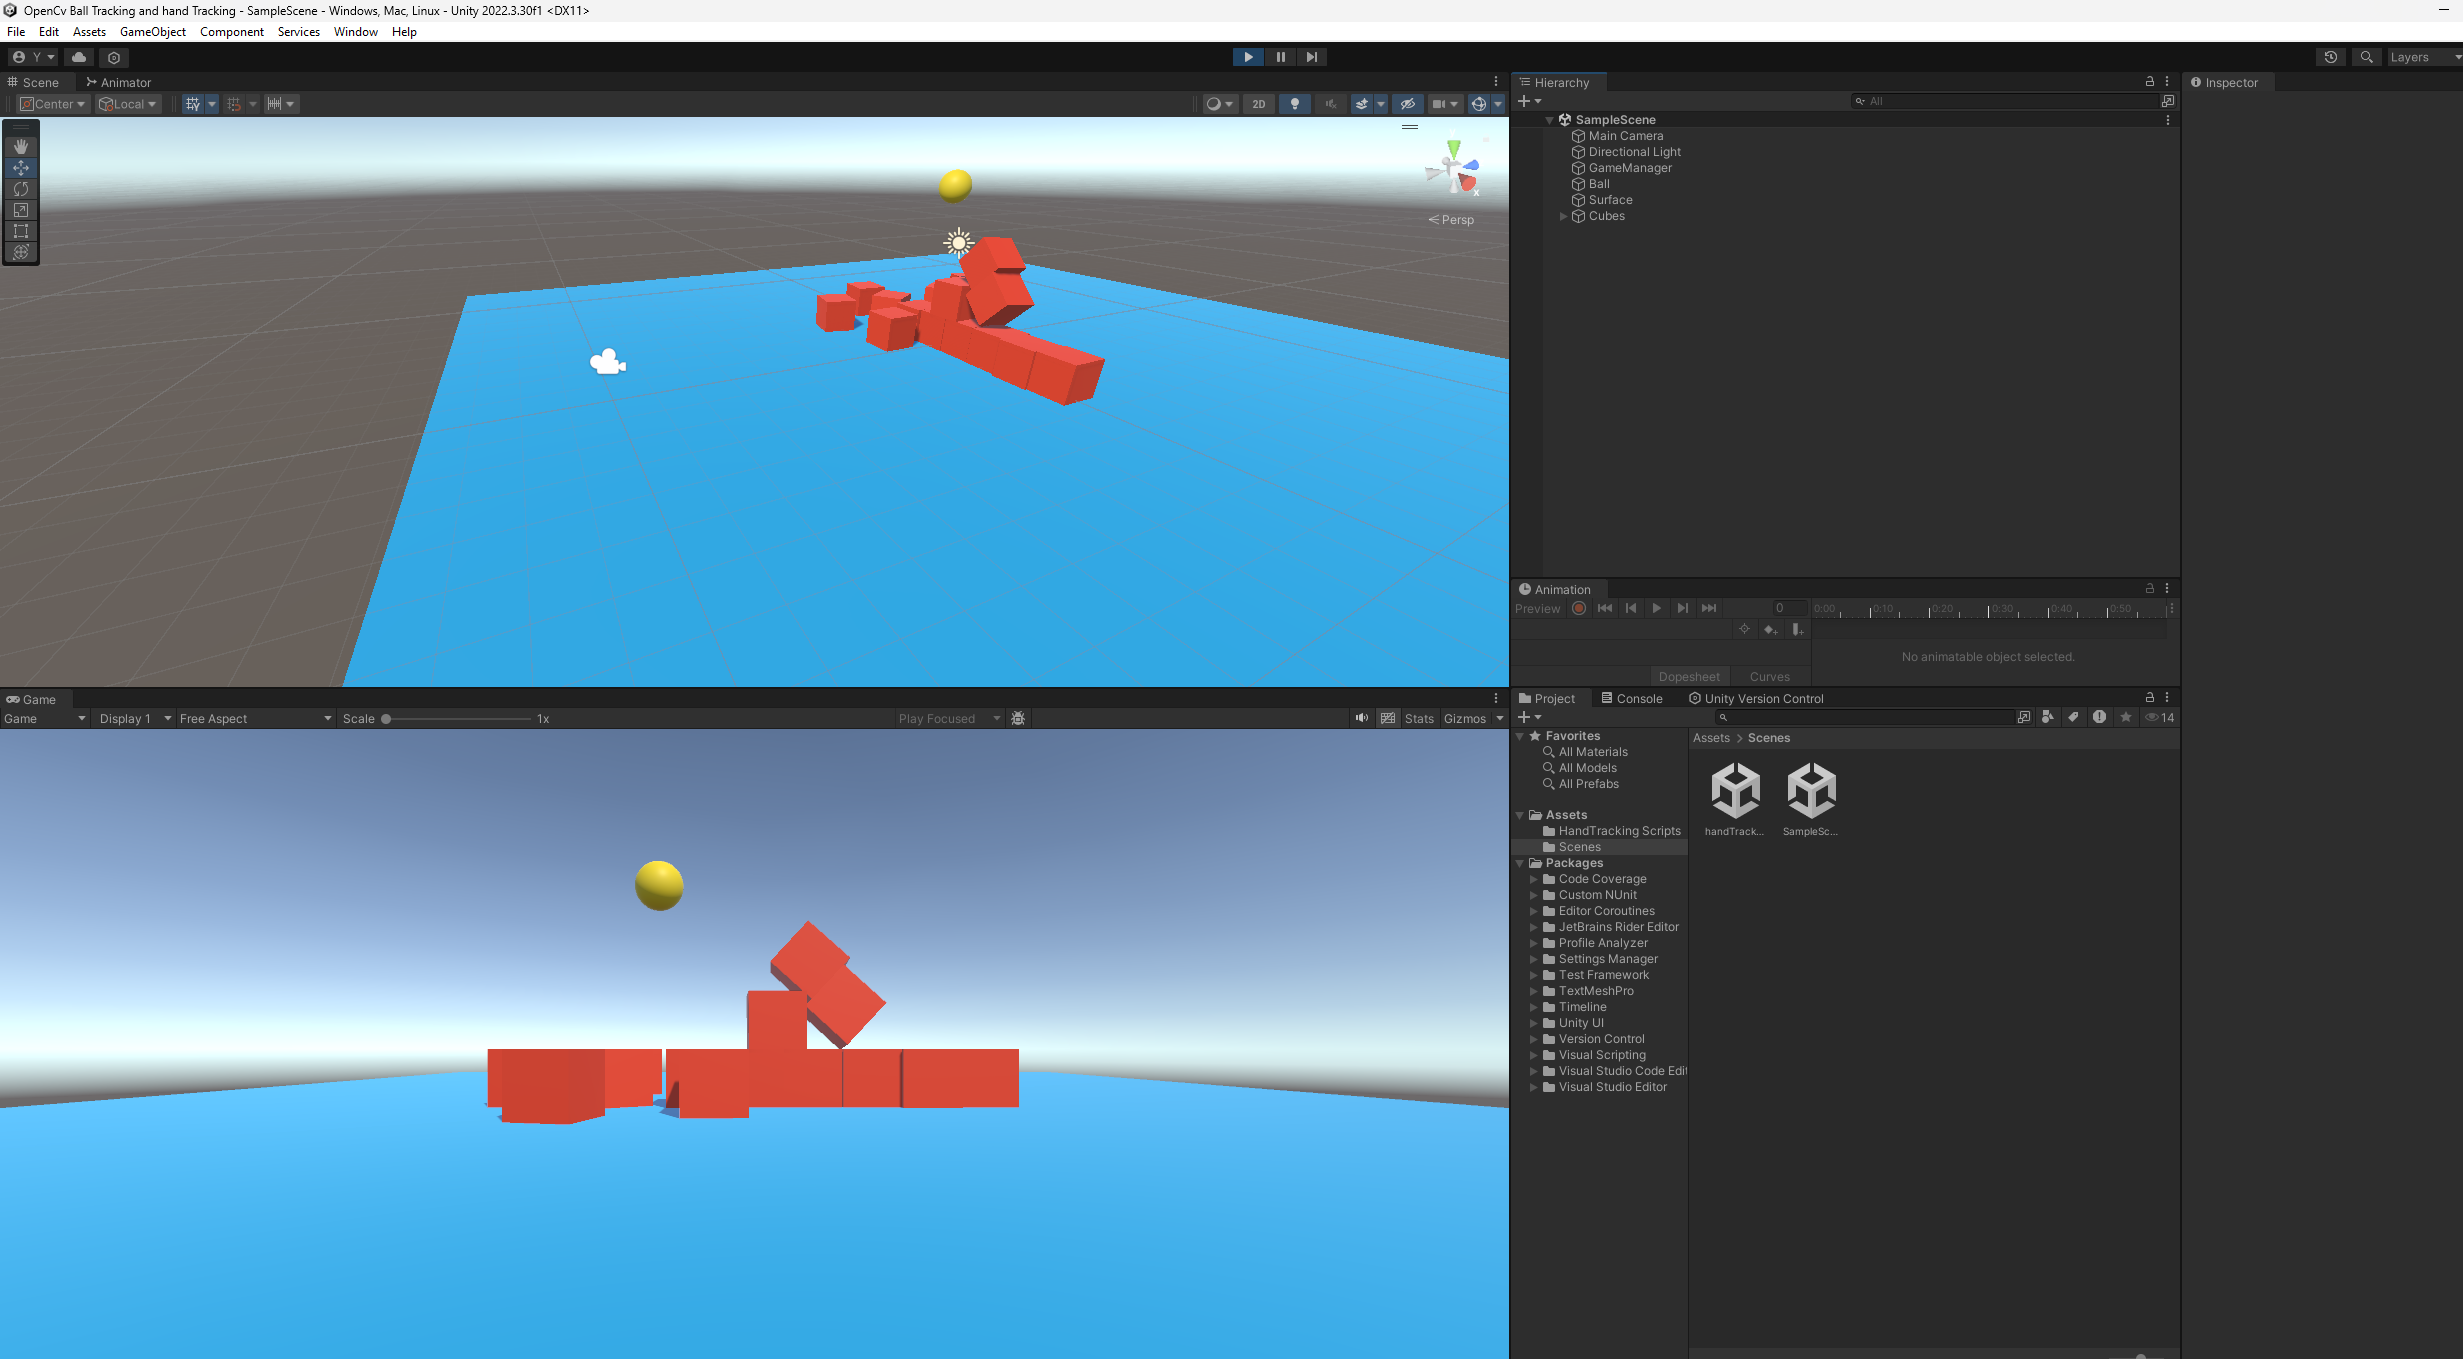 OpenCv Ball Tracking and hand Tracking - SampleScene - Windows, Mac, Linux - Unity 2022.3.30f1 <DX11>
File Edit Assets GameObject Component Services Window Help
Y
Layers
Scene Animator
Center Local
2D
Y
x
Persp
Hierarchy
All
SampleScene
Main Camera
Directional Light
GameManager
Ball
Surface
Cubes
Inspector
Animation
Preview 0 0:00 0:10 0:20 0:30 0:40 0:50
No animatable object selected.
Dopesheet Curves
Game
Game Display 1 Free Aspect Scale 1x Play Focused Stats Gizmos
Project Console Unity Version Control
14
Favorites
All Materials
All Models
All Prefabs
Assets
HandTracking Scripts
Scenes
Packages
Code Coverage
Custom NUnit
Editor Coroutines
JetBrains Rider Editor
Profile Analyzer
Settings Manager
Test Framework
TextMeshPro
Timeline
Unity UI
Version Control
Visual Scripting
Visual Studio Code Edit
Visual Studio Editor
Assets > Scenes
handTrack... SampleSc...